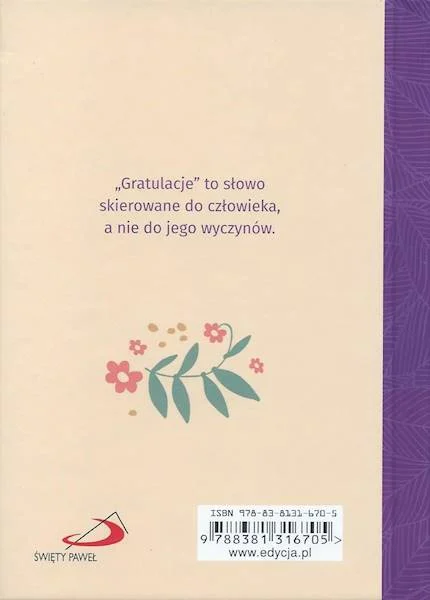 „Gratulacje” to słowo
skierowane do człowieka,
a nie do jego wyczynów.
ISBN 978-83-8131-670-5
9 788381 316705 >
www.edycja.pl
ŚWIĘTY PAWEŁ